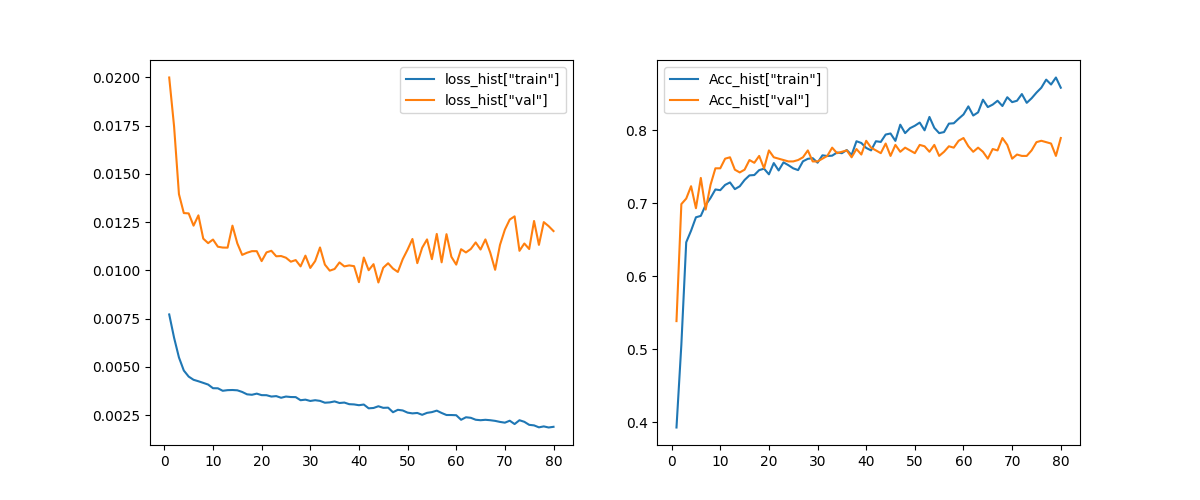 0.0200
0.0175
0.0150
0.0125
0.0100
0.0075
0.0050
0.0025
0 10 20 30 40 50 60 70 80
loss_hist["train"]
loss_hist["val"]
0.8
0.7
0.6
0.5
0.4
0 10 20 30 40 50 60 70 80
Acc_hist["train"]
Acc_hist["val"]